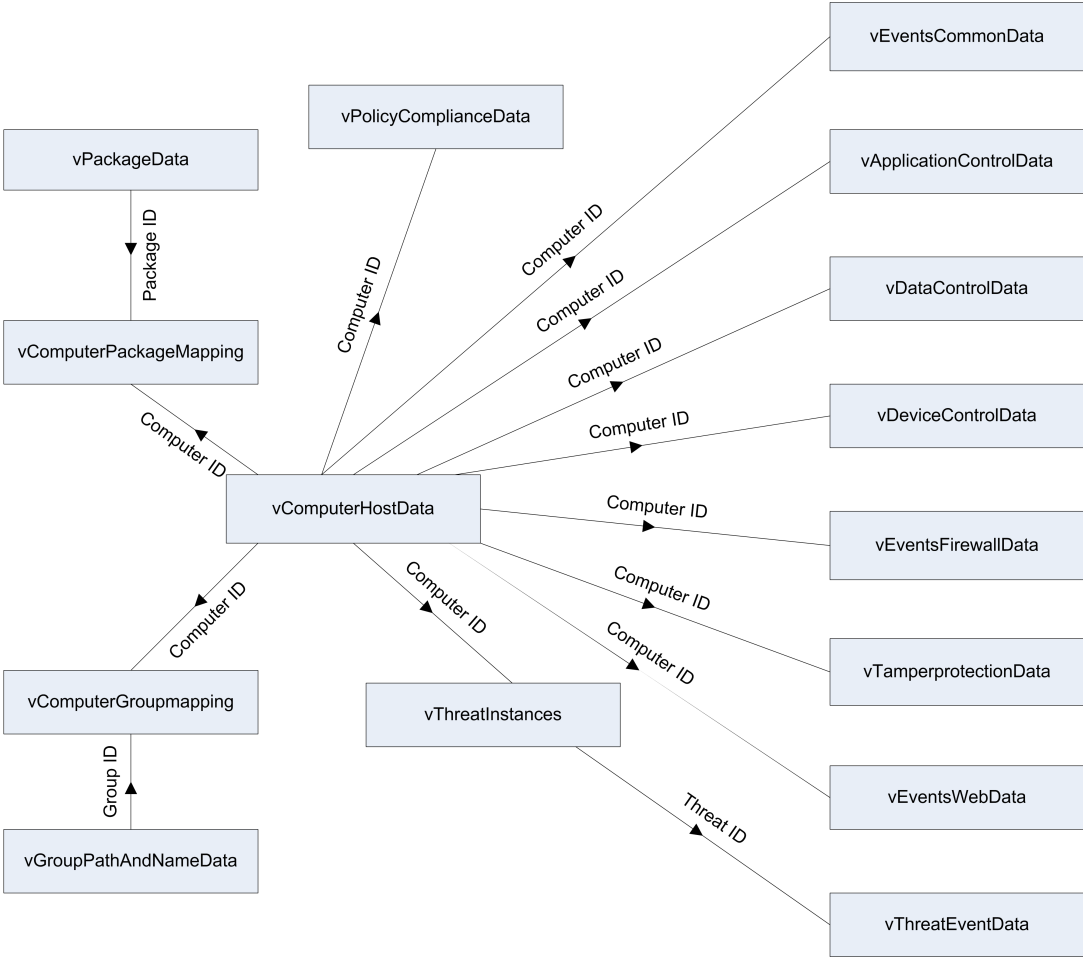 vEventsCommonData
vPolicyComplianceData
vPackageData
vApplicationControlData
Package ID
Computer ID
Computer ID
Computer ID
vDataControlData
vComputerPackageMapping
Computer ID
Computer ID
vDeviceControlData
Computer ID
vComputerHostData
Computer ID
vEventsFirewallData
Computer ID
Computer ID
Computer ID
Computer ID
vTamperprotectionData
vComputerGroupmapping
vThreatInstances
Group ID
vEventsWebData
Threat ID
vGroupPathAndNameData
vThreatEventData